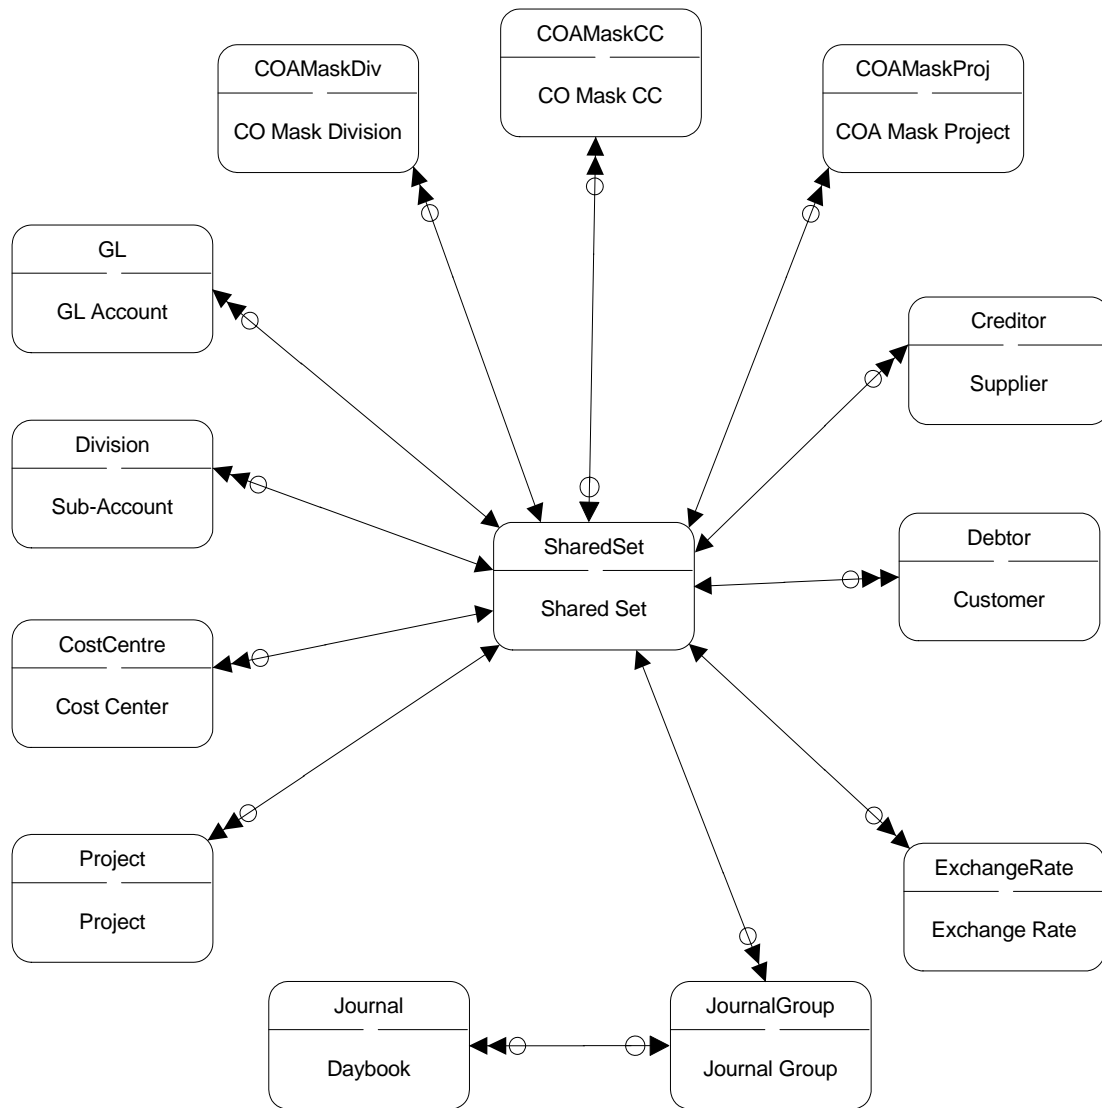 COAMaskCC
CO Mask CC
COAMaskDiv
CO Mask Division
COAMaskProj
COA Mask Project
GL
GL Account
Creditor
Supplier
Division
Sub-Account
SharedSet
Shared Set
Debtor
Customer
CostCentre
Cost Center
Project
Project
ExchangeRate
Exchange Rate
Journal
Daybook
JournalGroup
Journal Group